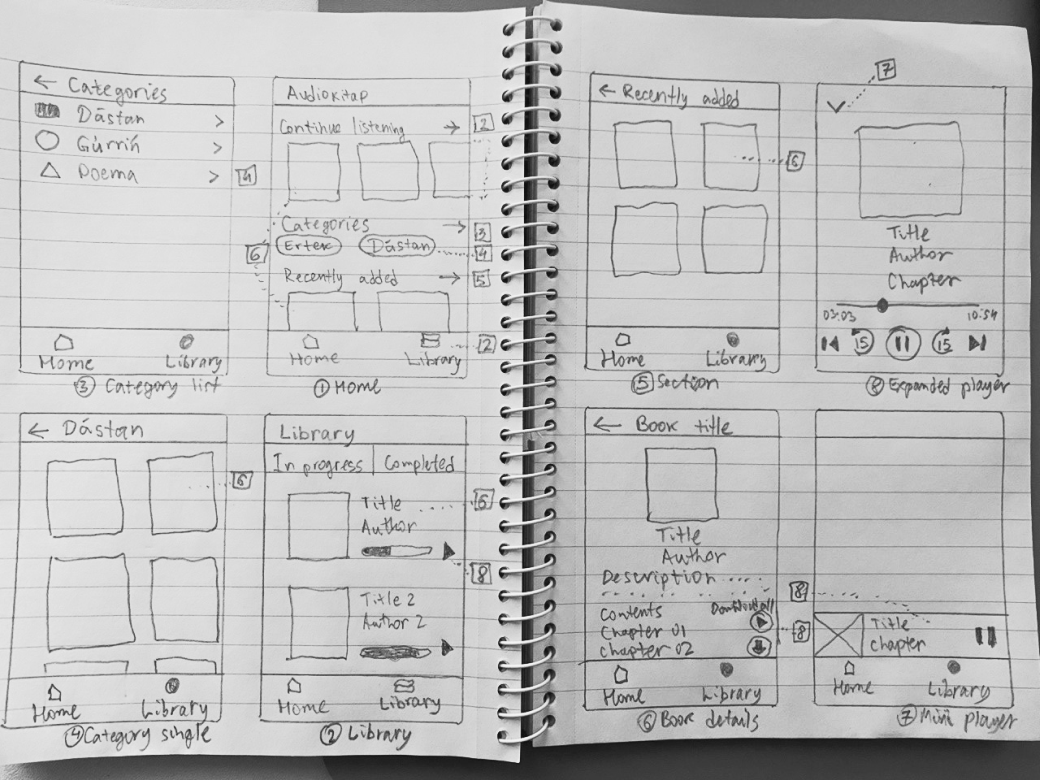 ← Categories
Dástan >
Gúrriń >
Poema >
4
Home Library
③ Category list
Audiokitap
Continue listening → 2
Categories → 3
Ertek Dástan 4
6
Recently added → 5
Home Library 2
① Home
← Dástan
6
Home Library
④ Category single
Library
In progress Completed
Title 6
Author
8
Title 2
Author 2
Home Library
② Library
← Recently added
6
Home Library
⑤ Section
7
Title
Author
Chapter
03:03 10:54
15 15
⑧ Expanded player
← Book title
Title
Author
Description ....
Contents Download all
Chapter 01
Chapter 02 8
Home Library
⑥ Book details
8
Title
chapter
Home Library
⑦ Mini player